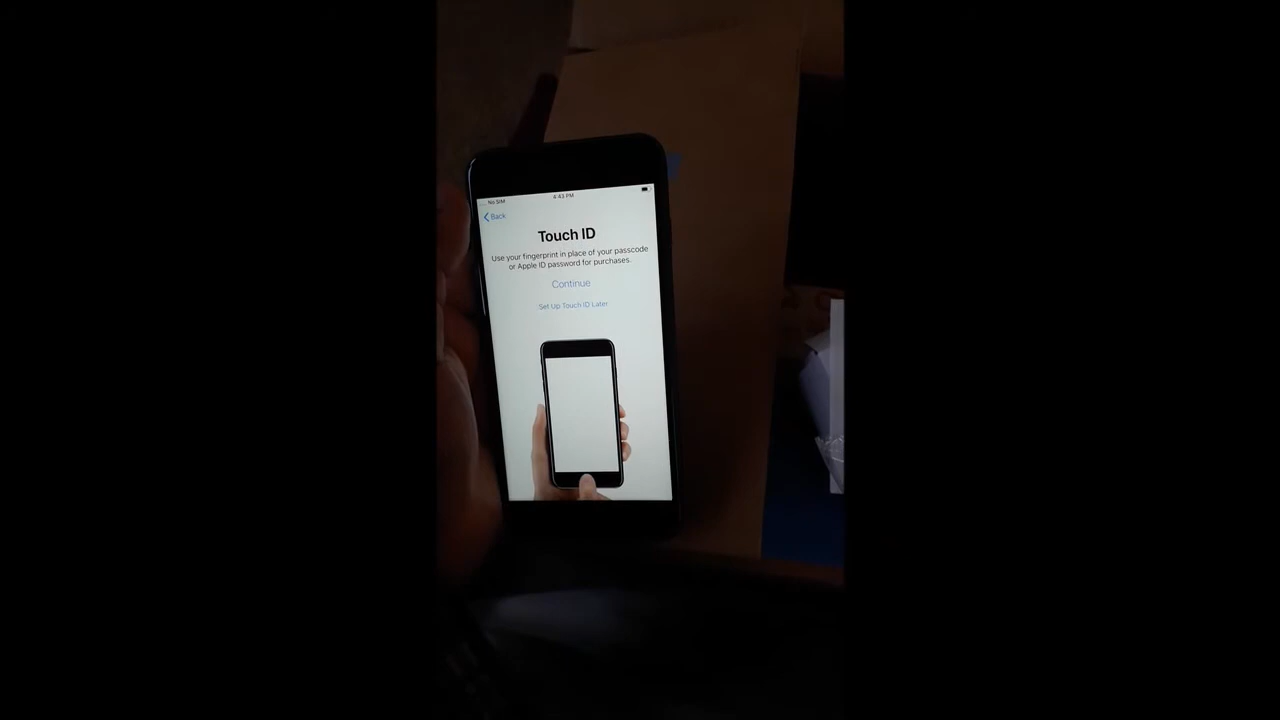 No SIM
4:43 PM
Back
Touch ID
Use your fingerprint in place of your passcode
or Apple ID password for purchases.
Continue
Set Up Touch ID Later